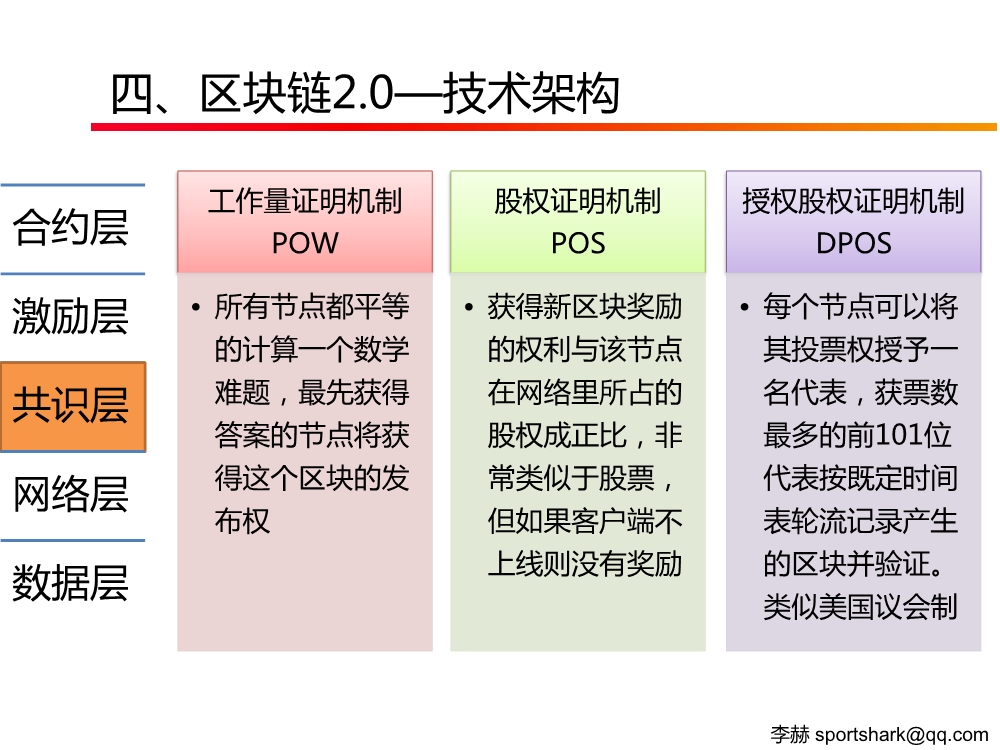 四、区块链2.0—技术架构
合约层
激励层
共识层
网络层
数据层
工作量证明机制
POW
• 所有节点都平等
的计算一个数学
难题，最先获得
答案的节点将获
得这个区块的发
布权
股权证明机制
POS
• 获得新区块奖励
的权利与该节点
在网络里所占的
股权成正比，非
常类似于股票，
但如果客户端不
上线则没有奖励
授权股权证明机制
DPOS
• 每个节点可以将
其投票权授予一
名代表，获票数
最多的前101位
代表按既定时间
表轮流记录产生
的区块并验证。
类似美国议会制
李赫 sportshark@qq.com